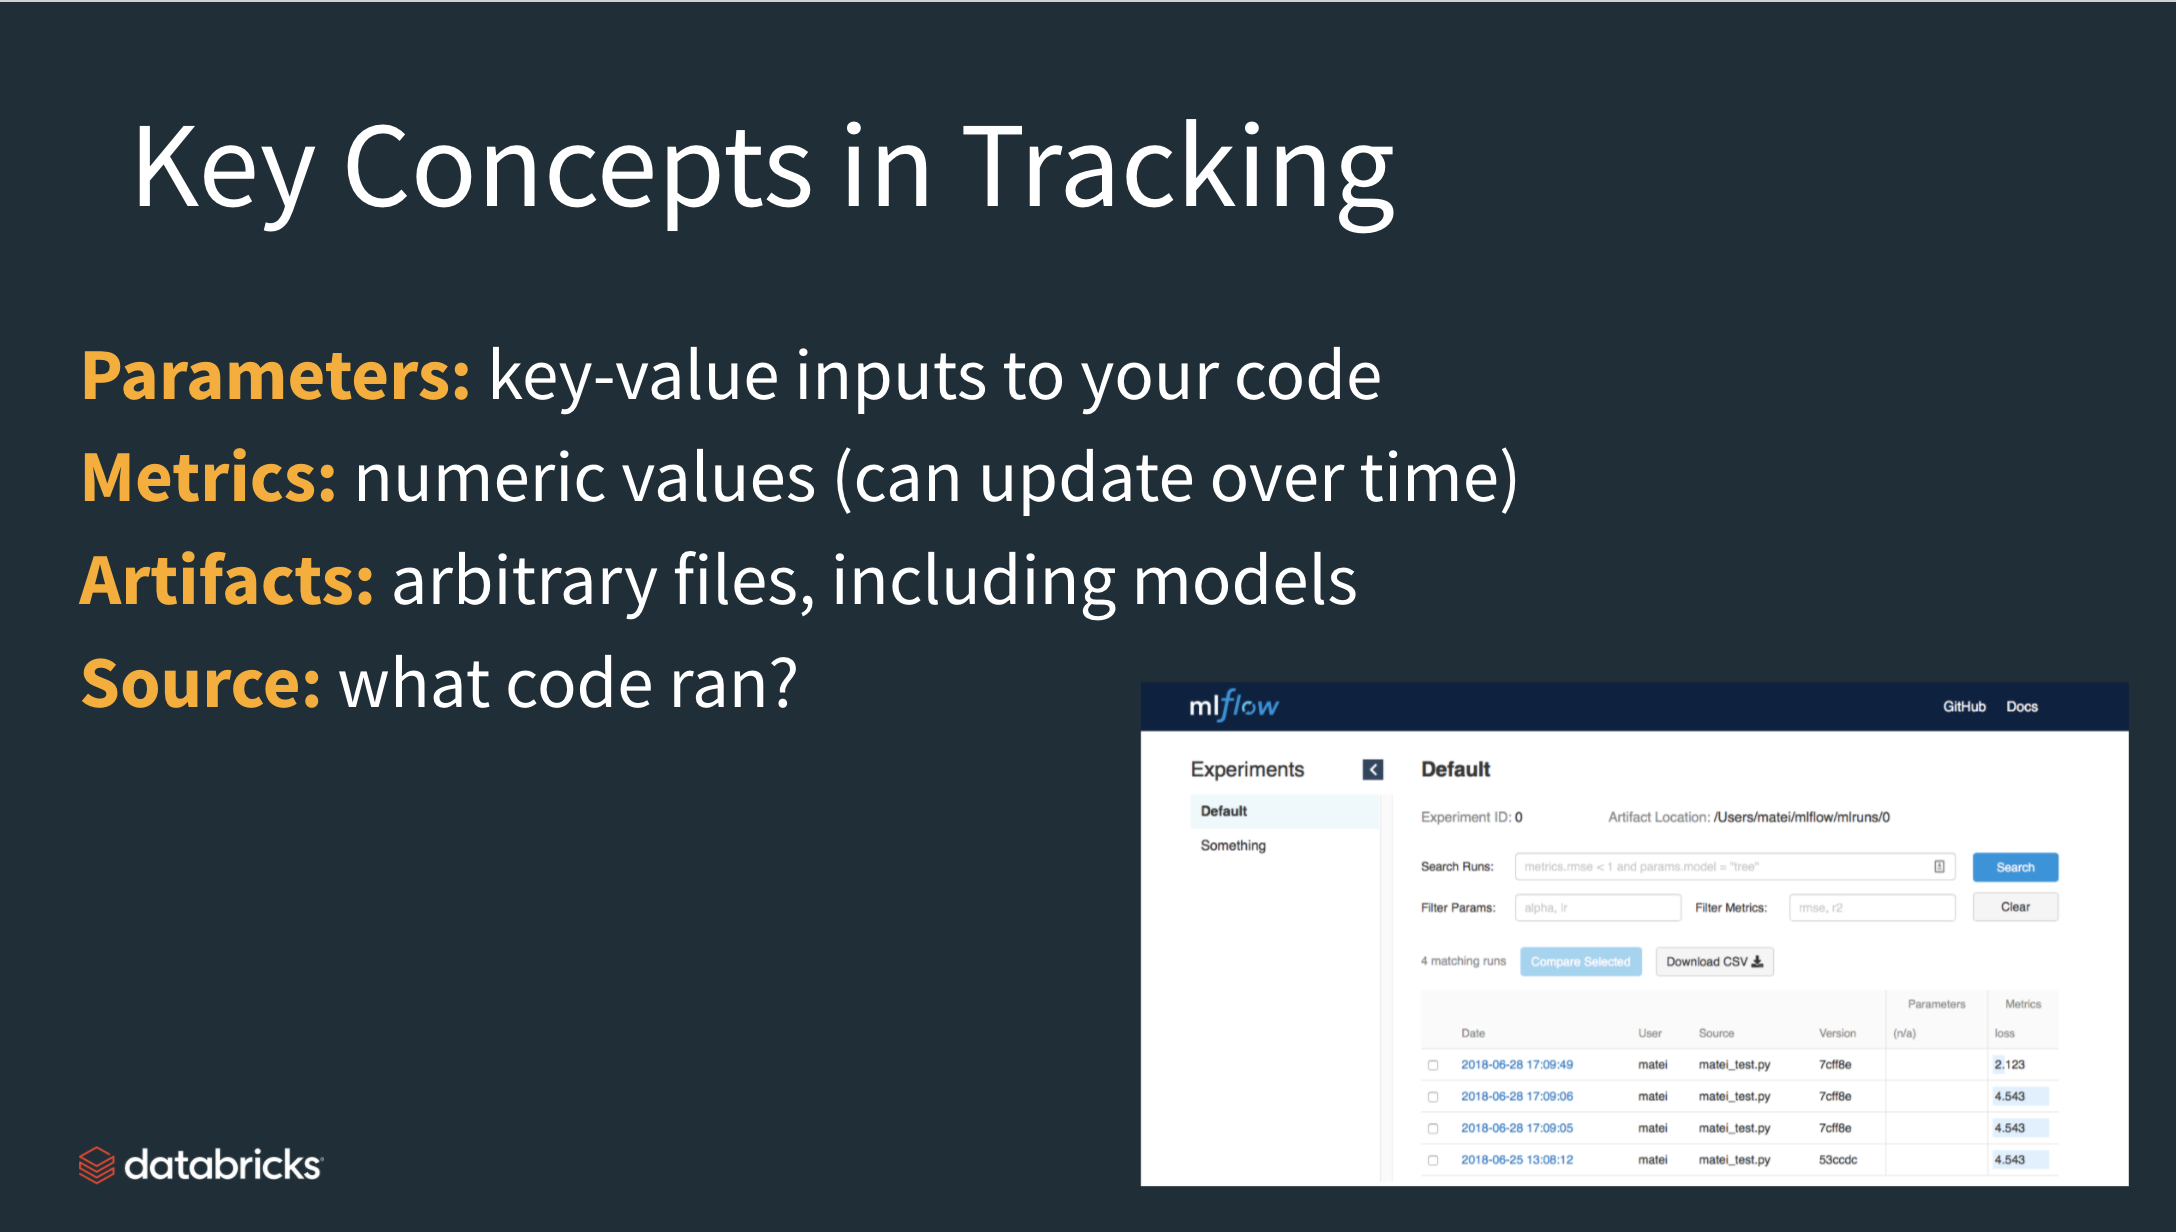 Key Concepts in Tracking
Parameters: key-value inputs to your code
Metrics: numeric values (can update over time)
Artifacts: arbitrary files, including models
Source: what code ran?
mlflow
GitHub Docs
Experiments
Default
Something
Default
Experiment ID: 0 Artifact Location: /Users/matei/mlflow/mlruns/0
Search Runs: metrics.rmse < 1 and params.model = "tree" Search
Filter Params: alpha, lr Filter Metrics: rmse, r2 Clear
4 matching runs Compare Selected Download CSV
Parameters Metrics
Date User Source Version (n/a) loss
2018-06-28 17:09:49 matei matei_test.py 7cff8e 2.123
2018-06-28 17:09:06 matei matei_test.py 7cff8e 4.543
2018-06-28 17:09:05 matei matei_test.py 7cff8e 4.543
2018-06-25 13:08:12 matei matei_test.py 53ccdc 4.543
databricks